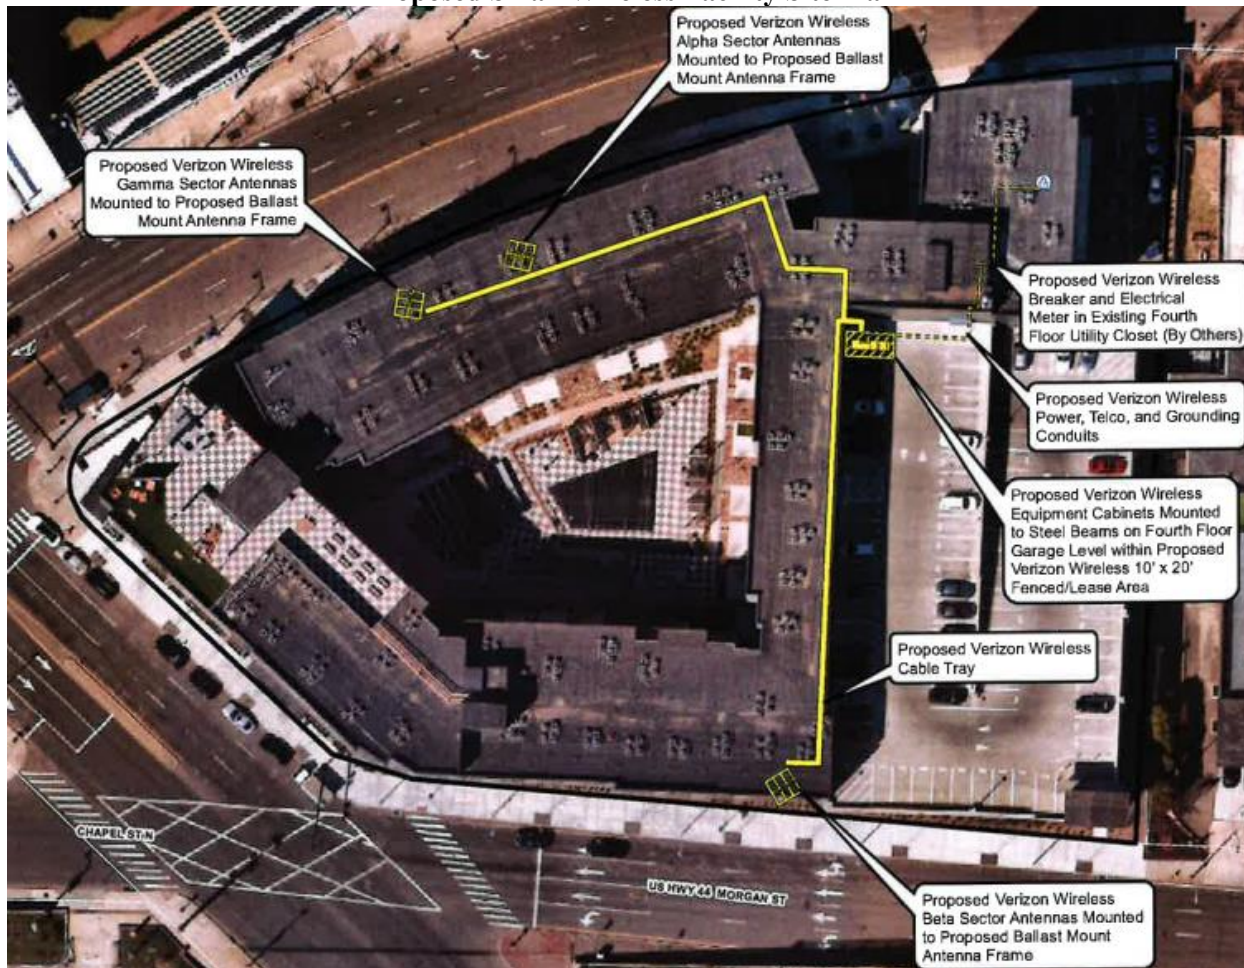 Proposed Verizon Wireless
Alpha Sector Antennas
Mounted to Proposed Ballast
Mount Antenna Frame
Proposed Verizon Wireless
Gamma Sector Antennas
Mounted to Proposed Ballast
Mount Antenna Frame
Proposed Verizon Wireless
Breaker and Electrical
Meter in Existing Fourth
Floor Utility Closet (By Others)
Proposed Verizon Wireless
Power, Telco, and Grounding
Conduits
Proposed Verizon Wireless
Equipment Cabinets Mounted
to Steel Beams on Fourth Floor
Garage Level within Proposed
Verizon Wireless 10' x 20'
Fenced/Lease Area
Proposed Verizon Wireless
Cable Tray
CHAPEL ST N
US HWY 44 MORGAN ST
Proposed Verizon Wireless
Beta Sector Antennas Mounted
to Proposed Ballast Mount
Antenna Frame